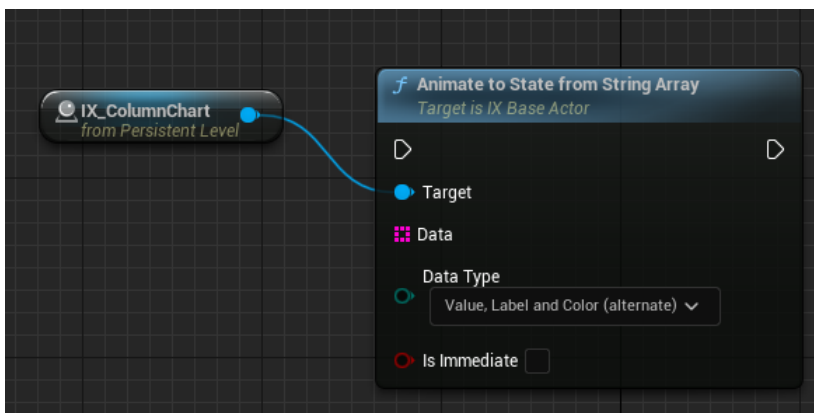 IX_ColumnChart
from Persistent Level
f Animate to State from String Array
Target is IX Base Actor
Target
Data
Data Type
Value, Label and Color (alternate)
Is Immediate